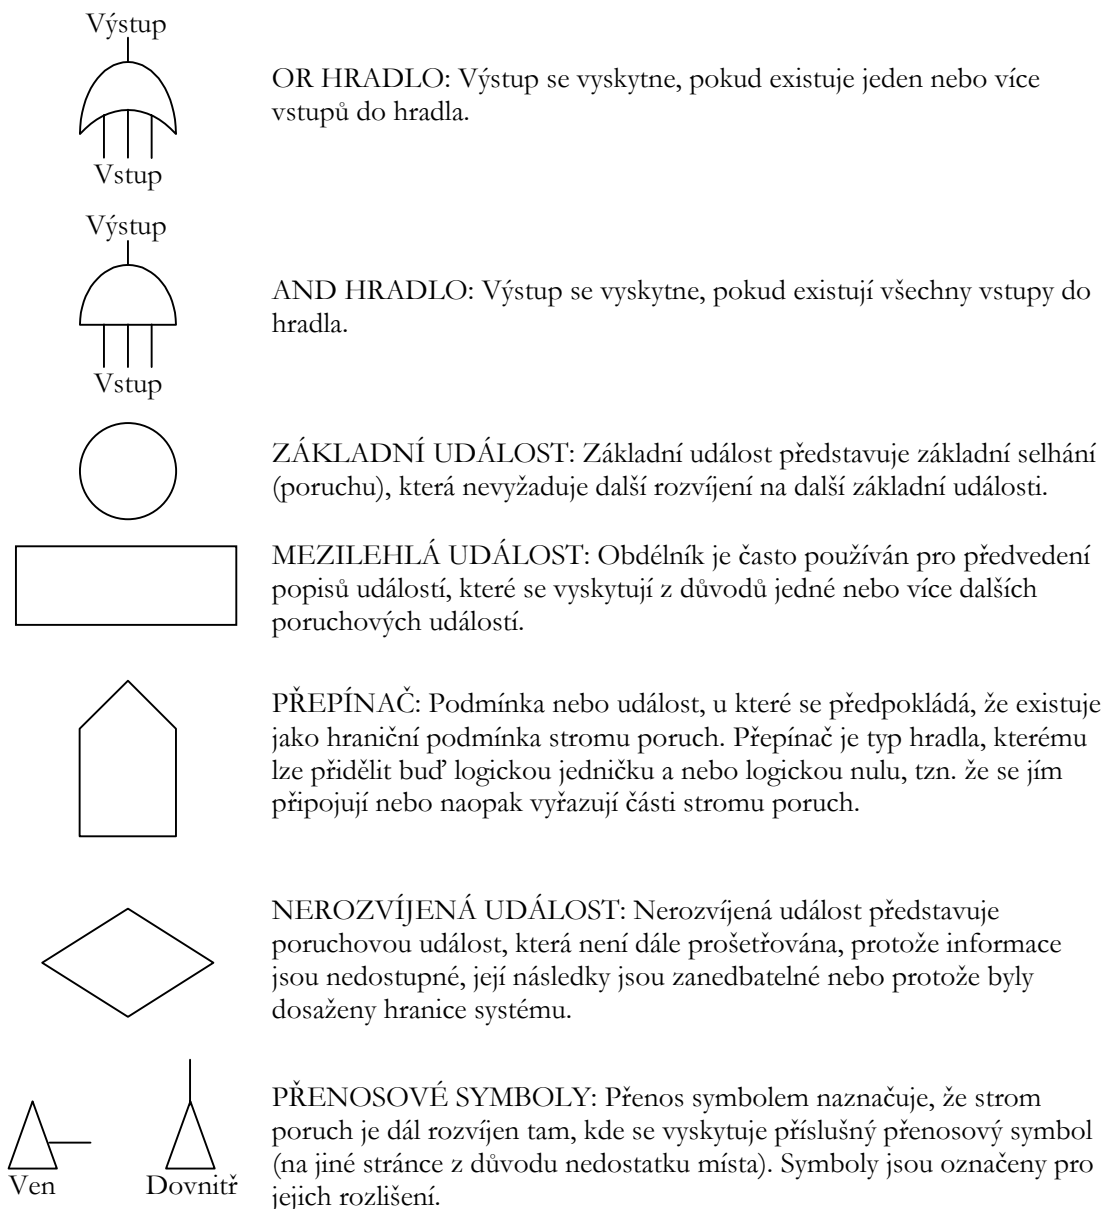 Výstup
OR HRADLO: Výstup se vyskytne, pokud existuje jeden nebo více
vstupů do hradla.
Vstup
Výstup
AND HRADLO: Výstup se vyskytne, pokud existují všechny vstupy do
hradla.
Vstup
ZÁKLADNÍ UDÁLOST: Základní událost představuje základní selhání
(poruchu), která nevyžaduje další rozvíjení na další základní události.
MEZILEHLÁ UDÁLOST: Obdélník je často používán pro předvedení
popisů událostí, které se vyskytují z důvodů jedné nebo více dalších
poruchových událostí.
PŘEPÍNAČ: Podmínka nebo událost, u které se předpokládá, že existuje
jako hraniční podmínka stromu poruch. Přepínač je typ hradla, kterému
lze přidělit buď logickou jedničku a nebo logickou nulu, tzn. že se jím
připojují nebo naopak vyřazují části stromu poruch.
NEROZVÍJENÁ UDÁLOST: Nerozvíjená událost představuje
poruchovou událost, která není dále prošetřována, protože informace
jsou nedostupné, její následky jsou zanedbatelné nebo protože byly
dosaženy hranice systému.
PŘENOSOVÉ SYMBOLY: Přenos symbolem naznačuje, že strom
poruch je dál rozvíjen tam, kde se vyskytuje příslušný přenosový symbol
(na jiné stránce z důvodu nedostatku místa). Symboly jsou označeny pro
jejich rozlišení.
Ven
Dovnitř